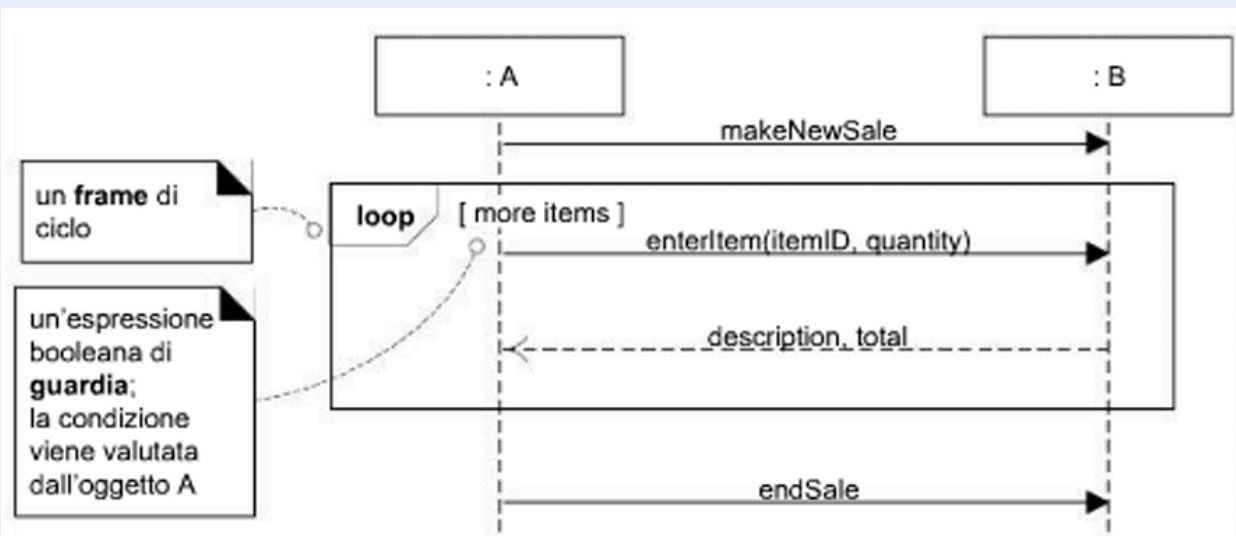 : A
: B
makeNewSale
un frame di
ciclo
loop
[ more items ]
enterItem(itemID, quantity)
un'espressione
booleana di
guardia;
la condizione
viene valutata
dall'oggetto A
description, total
endSale